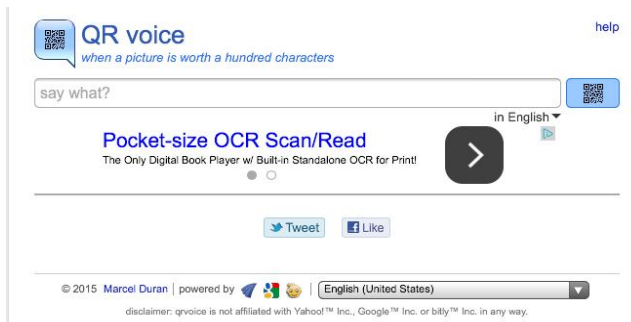 QR voice
help
when a picture is worth a hundred characters
say what?
in English
Pocket-size OCR Scan/Read
The Only Digital Book Player w/ Built-in Standalone OCR for Print!
Tweet Like
© 2015 Marcel Duran | powered by | English (United States)
disclaimer: qrvoice is not affiliated with Yahoo!™ Inc., Google™ Inc. or bitly™ Inc. in any way.